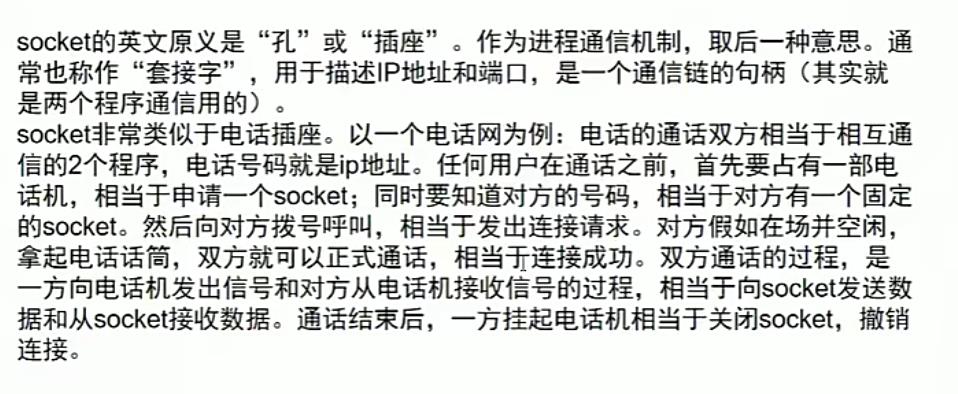 socket的英文原义是“孔”或“插座”。作为进程通信机制，取后一种意思。通
常也称作“套接字”，用于描述IP地址和端口，是一个通信链的句柄（其实就
是两个程序通信用的）。
socket非常类似于电话插座。以一个电话网为例：电话的通话双方相当于相互通
信的2个程序，电话号码就是ip地址。任何用户在通话之前，首先要占有一部电
话机，相当于申请一个socket；同时要知道对方的号码，相当于对方有一个固定
的socket。然后向对方拨号呼叫，相当于发出连接请求。对方假如在场并空闲，
拿起电话话筒，双方就可以正式通话，相当于连接成功。双方通话的过程，是
一方向电话机发出信号和对方从电话机接收信号的过程，相当于向socket发送数
据和从socket接收数据。通话结束后，一方挂起电话机相当于关闭socket，撤销
连接。